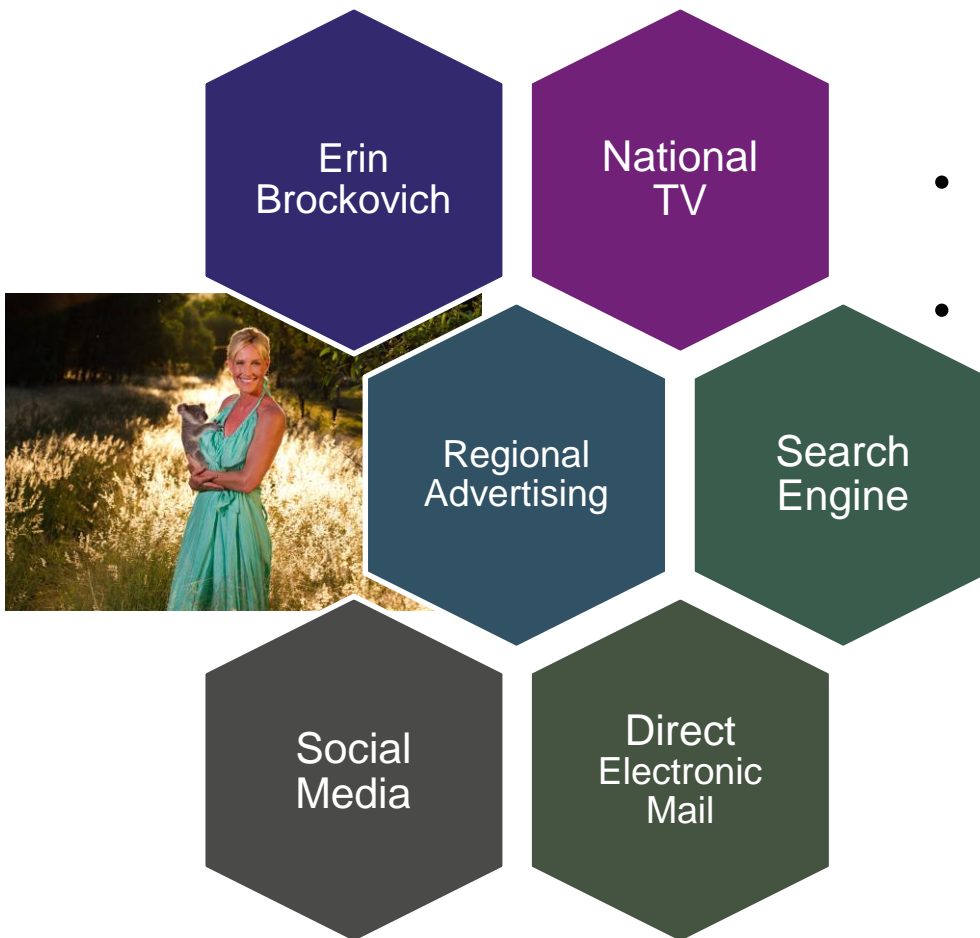 Erin
Brockovich
National
TV
•
•
Regional
Advertising
Search
Engine
Social
Media
Direct
Electronic
Mail